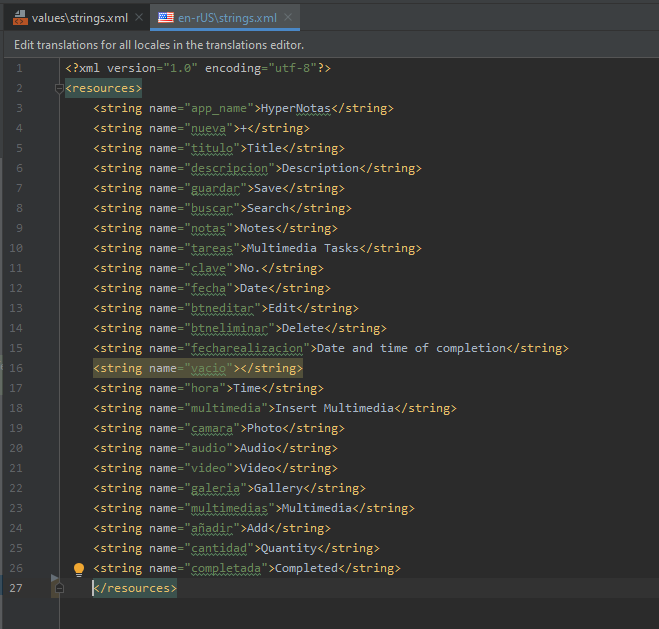 values\strings.xml
en-rUS\strings.xml
Edit translations for all locales in the translations editor.
1 <?xml version="1.0" encoding="utf-8"?>
2 <resources>
3 <string name="app_name">HyperNotas</string>
4 <string name="nueva">+</string>
5 <string name="titulo">Title</string>
6 <string name="descripcion">Description</string>
7 <string name="guardar">Save</string>
8 <string name="buscar">Search</string>
9 <string name="notas">Notes</string>
10 <string name="tareas">Multimedia Tasks</string>
11 <string name="clave">No.</string>
12 <string name="fecha">Date</string>
13 <string name="btneditar">Edit</string>
14 <string name="btneliminar">Delete</string>
15 <string name="fecharealizacion">Date and time of completion</string>
16 <string name="vacio"></string>
17 <string name="hora">Time</string>
18 <string name="multimedia">Insert Multimedia</string>
19 <string name="camara">Photo</string>
20 <string name="audio">Audio</string>
21 <string name="video">Video</string>
22 <string name="galeria">Gallery</string>
23 <string name="multimedias">Multimedia</string>
24 <string name="añadir">Add</string>
25 <string name="cantidad">Quantity</string>
26 <string name="completada">Completed</string>
27 </resources>